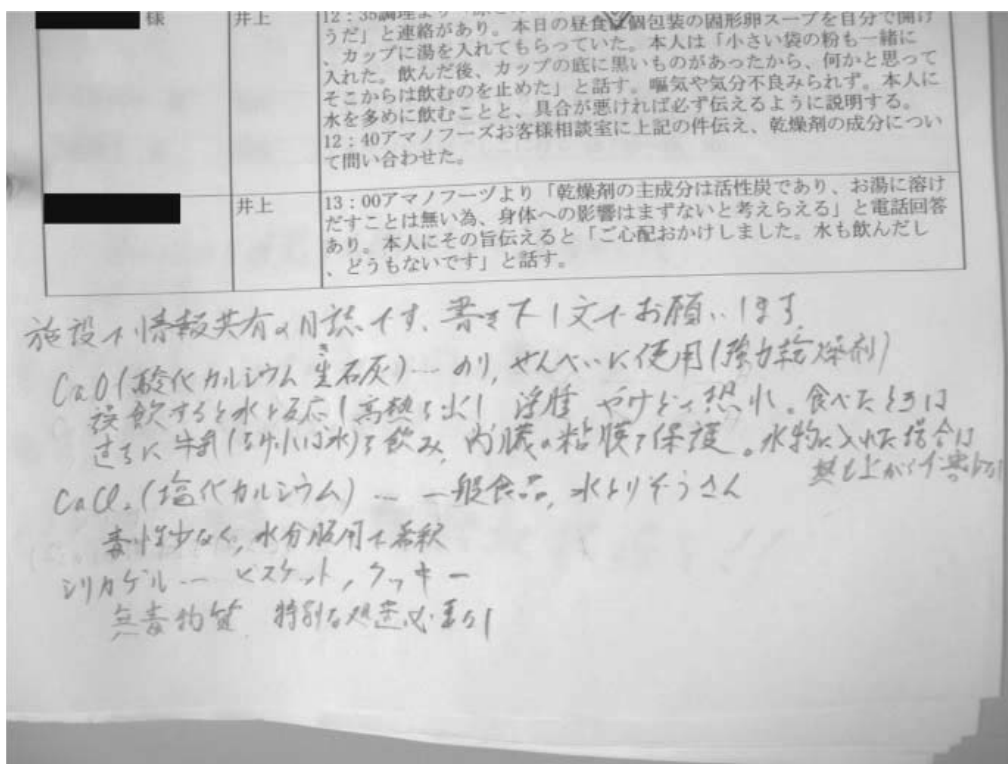 様
井上
12：35調理より
うだ」と連絡があり。本日の昼食は個包装の固形卵スープを自分で開け
、カップに湯を入れてもらっていた。本人は「小さい袋の粉も一緒に
入れた。飲んだ後、カップの底に黒いものがあったから、何かと思って
そこからは飲むのを止めた」と話す。嘔気や気分不良みられず。本人に
水を多めに飲むことと、具合が悪ければ必ず伝えるように説明する。
12：40アマノフーズお客様相談室に上記の件伝え、乾燥剤の成分につい
て問い合わせた。
井上
13：00アマノフーヅより「乾燥剤の主成分は活性炭であり、お湯に溶け
だすことは無い為、身体への影響はまずないと考えらえる」と電話回答
あり。本人にその旨伝えると「ご心配おかけしました。水も飲んだし
、どうもないです」と話す。
施設で情報共有の日誌です、書き下し文でお願いします
CaO(酸化カルシウム 生石灰)… のり, せんべいに使用(強力乾燥剤)
誤飲すると水と反応し高熱を出し 浮腫 やけどの恐れ。食べたときは
直ちに牛乳(なければ水)を飲み, 内臓の粘膜を保護。水物に入れた場合は
CaCl₂(塩化カルシウム) … 一般食品, 水とりぞうさん
毒性少なく, 水分服用で希釈
シリカゲル … ビスケット, クッキー
無毒物質 特別な処置必要なし